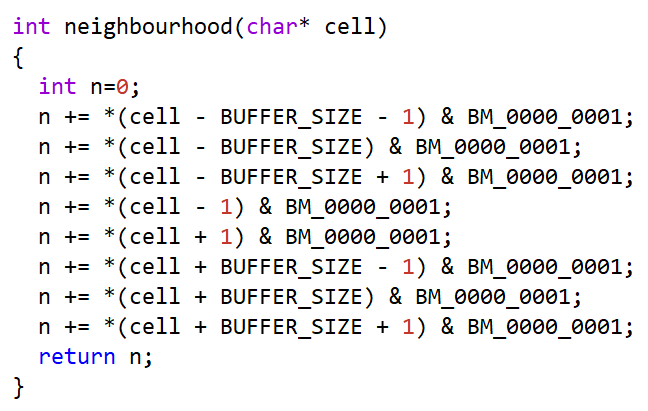 int neighbourhood(char* cell)
{
  int n=0;
  n += *(cell - BUFFER_SIZE - 1) & BM_0000_0001;
  n += *(cell - BUFFER_SIZE) & BM_0000_0001;
  n += *(cell - BUFFER_SIZE + 1) & BM_0000_0001;
  n += *(cell - 1) & BM_0000_0001;
  n += *(cell + 1) & BM_0000_0001;
  n += *(cell + BUFFER_SIZE - 1) & BM_0000_0001;
  n += *(cell + BUFFER_SIZE) & BM_0000_0001;
  n += *(cell + BUFFER_SIZE + 1) & BM_0000_0001;
  return n;
}